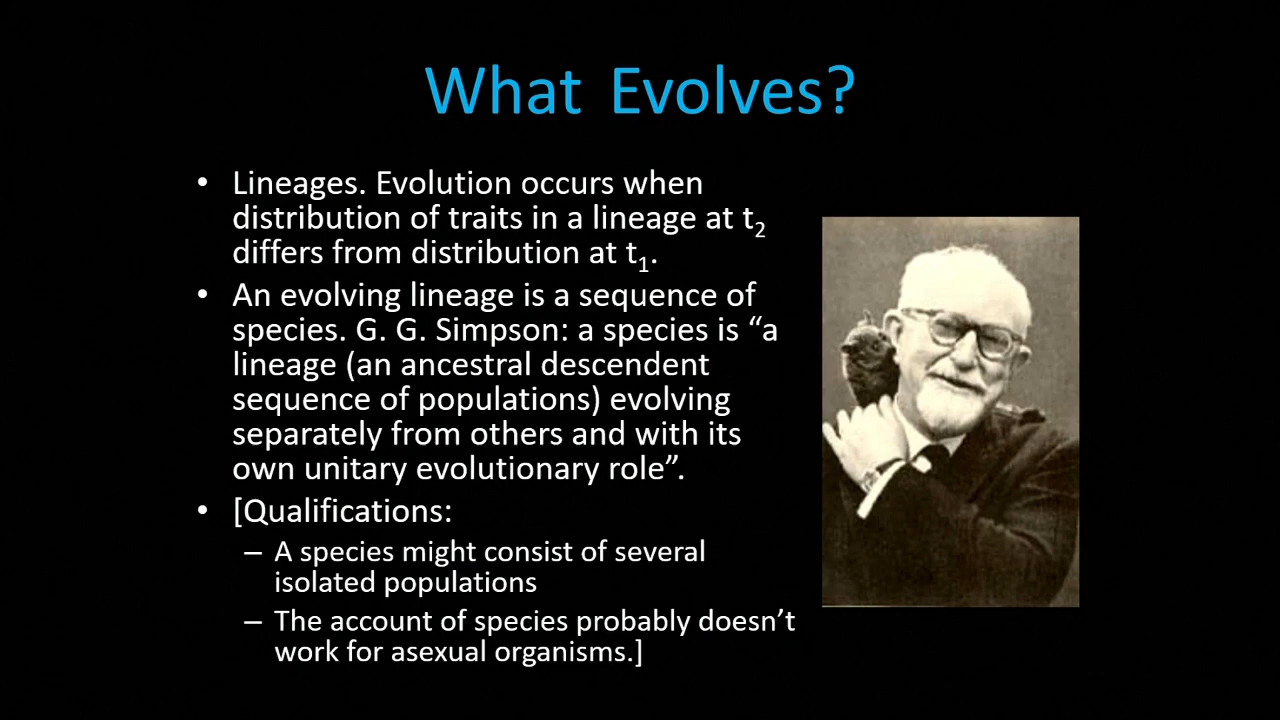 What Evolves?
• Lineages. Evolution occurs when
distribution of traits in a lineage at t₂
differs from distribution at t₁.
• An evolving lineage is a sequence of
species. G. G. Simpson: a species is “a
lineage (an ancestral descendent
sequence of populations) evolving
separately from others and with its
own unitary evolutionary role”.
• [Qualifications:
– A species might consist of several
isolated populations
– The account of species probably doesn’t
work for asexual organisms.]